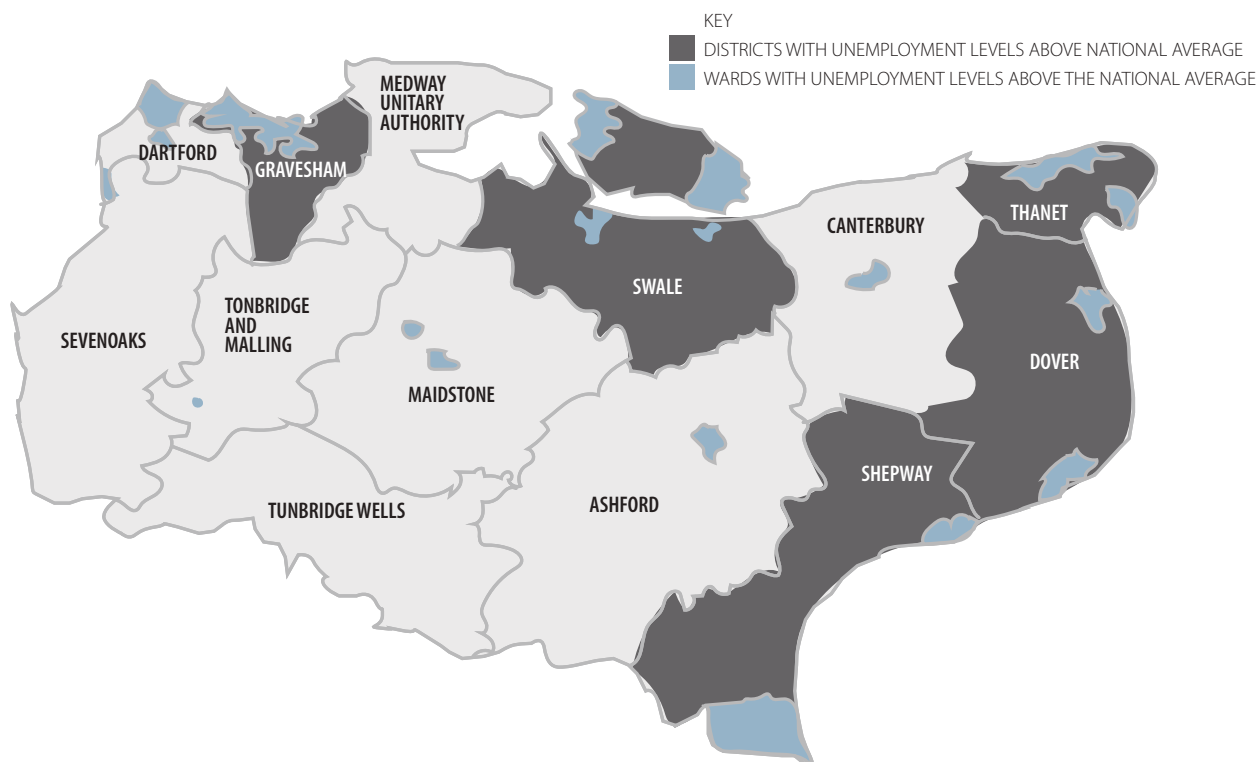 KEY
DISTRICTS WITH UNEMPLOYMENT LEVELS ABOVE NATIONAL AVERAGE
WARDS WITH UNEMPLOYMENT LEVELS ABOVE THE NATIONAL AVERAGE
MEDWAY
UNITARY
AUTHORITY
DARTFORD
GRAVESHAM
THANET
CANTERBURY
SWALE
TONBRIDGE
AND
MALLING
SEVENOAKS
DOVER
MAIDSTONE
SHEPWAY
ASHFORD
TUNBRIDGE WELLS